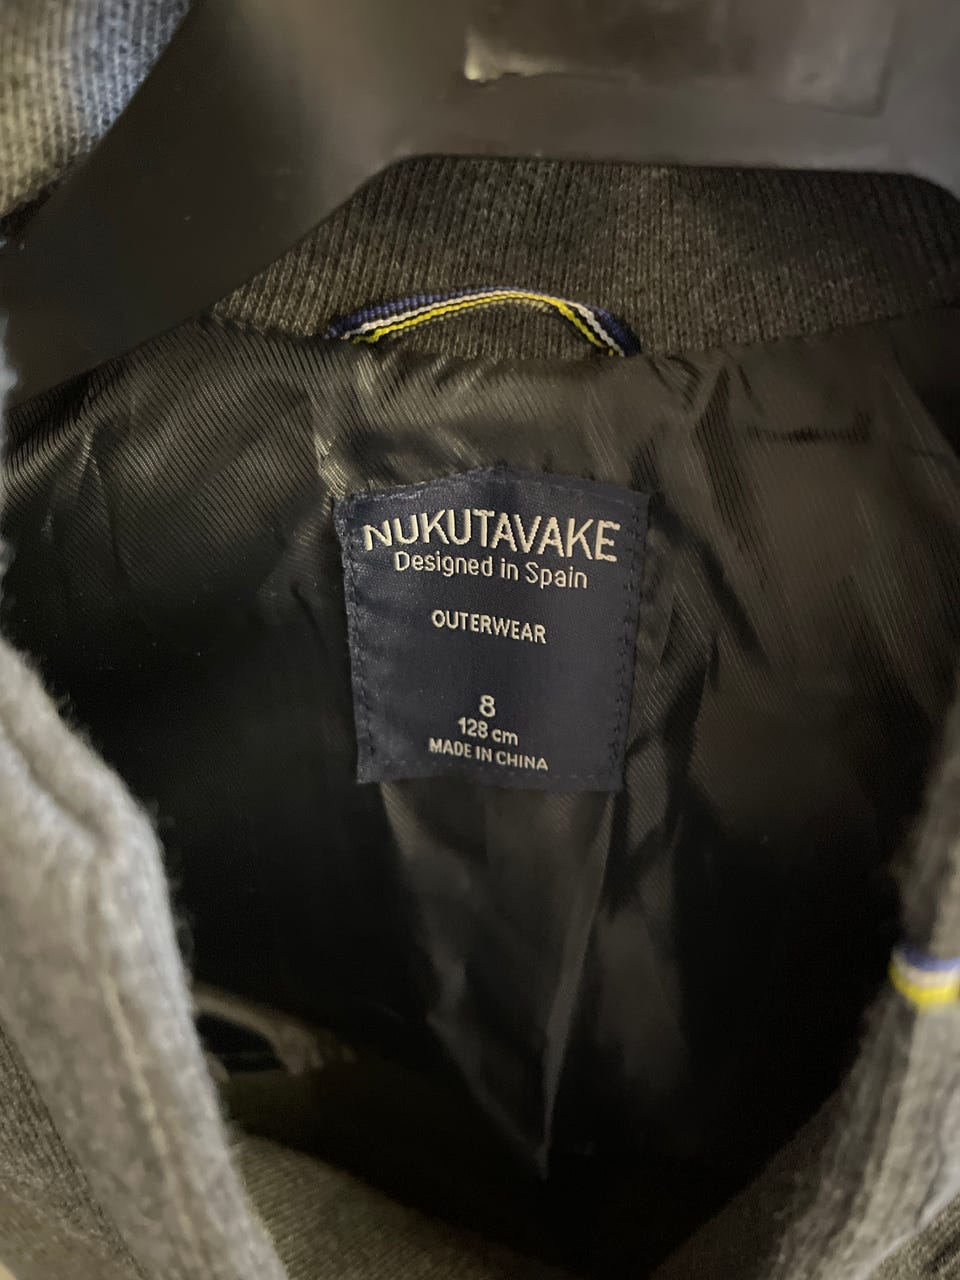 NUKUTAVAKE
Designed in Spain
OUTERWEAR
8
128 cm
MADE IN CHINA